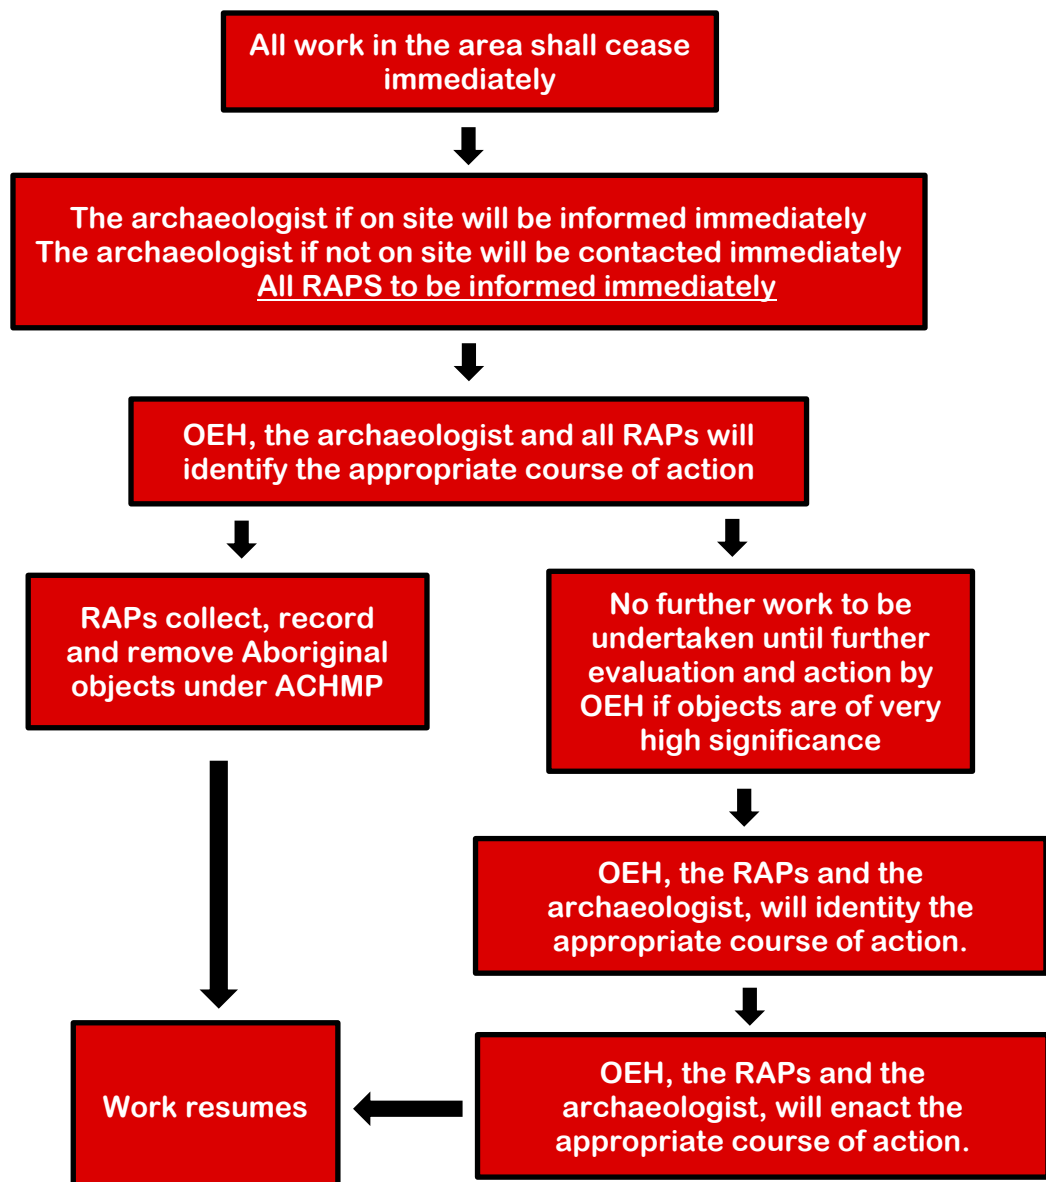 All work in the area shall cease
immediately
The archaeologist if on site will be informed immediately
The archaeologist if not on site will be contacted immediately
All RAPS to be informed immediately
OEH, the archaeologist and all RAPs will
identify the appropriate course of action
RAPs collect, record
and remove Aboriginal
objects under ACHMP
No further work to be
undertaken until further
evaluation and action by
OEH if objects are of very
high significance
OEH, the RAPs and the
archaeologist, will identity the
appropriate course of action.
Work resumes
OEH, the RAPs and the
archaeologist, will enact the
appropriate course of action.